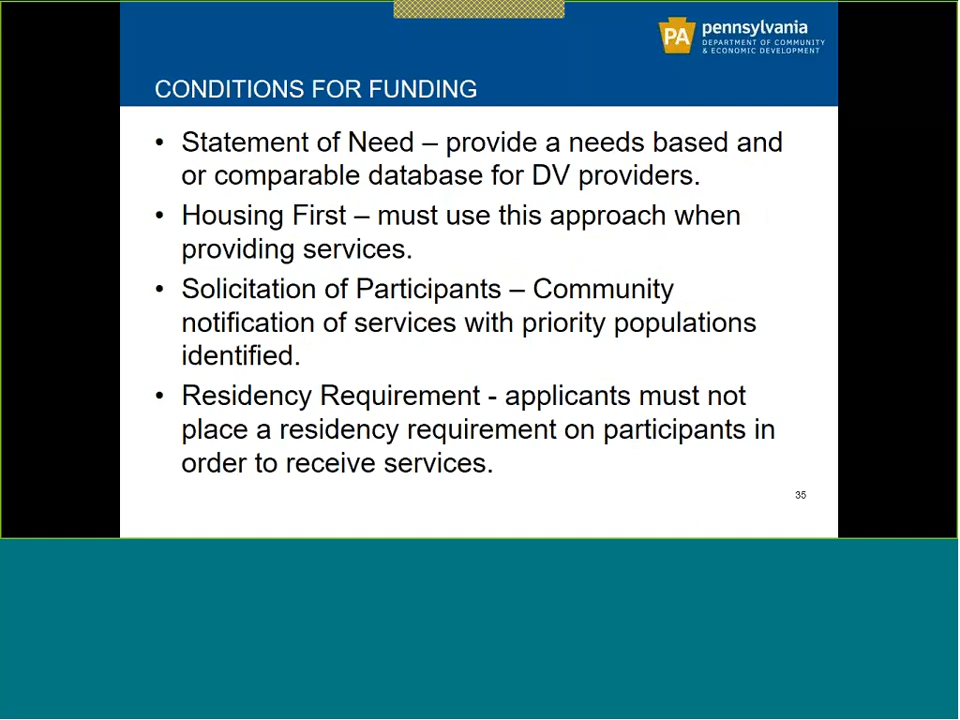 PA
pennsylvania
DEPARTMENT OF COMMUNITY
& ECONOMIC DEVELOPMENT
CONDITIONS FOR FUNDING
• Statement of Need – provide a needs based and
or comparable database for DV providers.
• Housing First – must use this approach when
providing services.
• Solicitation of Participants – Community
notification of services with priority populations
identified.
• Residency Requirement - applicants must not
place a residency requirement on participants in
order to receive services.
35